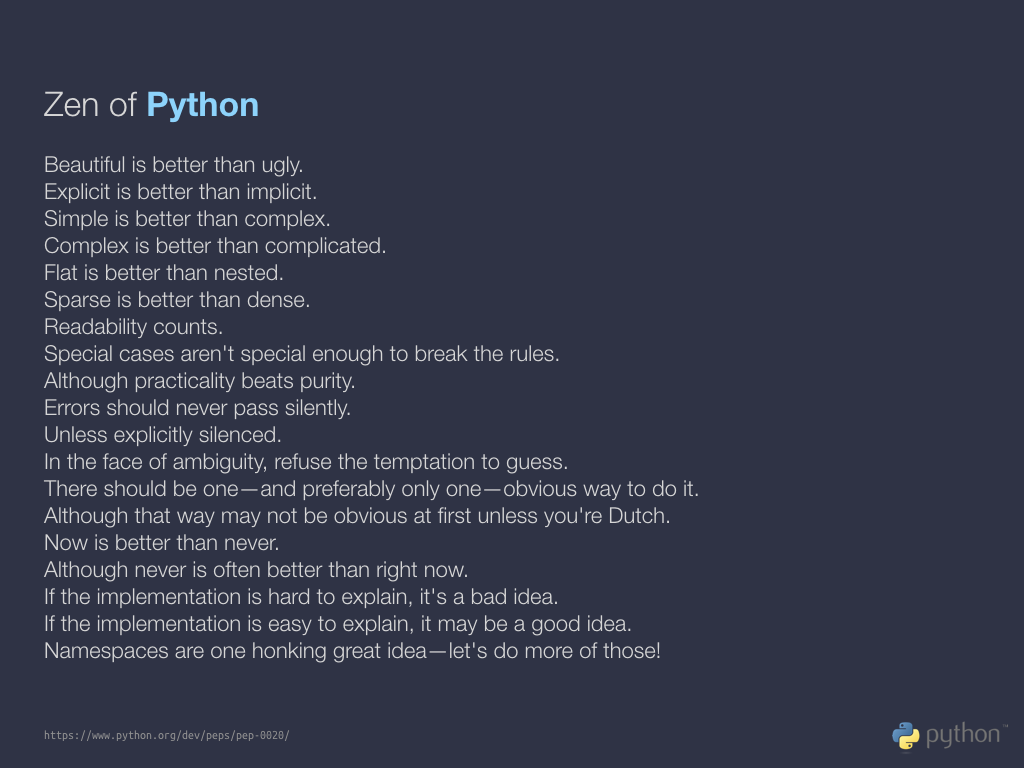 Zen of Python
Beautiful is better than ugly.
Explicit is better than implicit.
Simple is better than complex.
Complex is better than complicated.
Flat is better than nested.
Sparse is better than dense.
Readability counts.
Special cases aren't special enough to break the rules.
Although practicality beats purity.
Errors should never pass silently.
Unless explicitly silenced.
In the face of ambiguity, refuse the temptation to guess.
There should be one—and preferably only one—obvious way to do it.
Although that way may not be obvious at first unless you're Dutch.
Now is better than never.
Although never is often better than right now.
If the implementation is hard to explain, it's a bad idea.
If the implementation is easy to explain, it may be a good idea.
Namespaces are one honking great idea—let's do more of those!
https://www.python.org/dev/peps/pep-0020/
python™